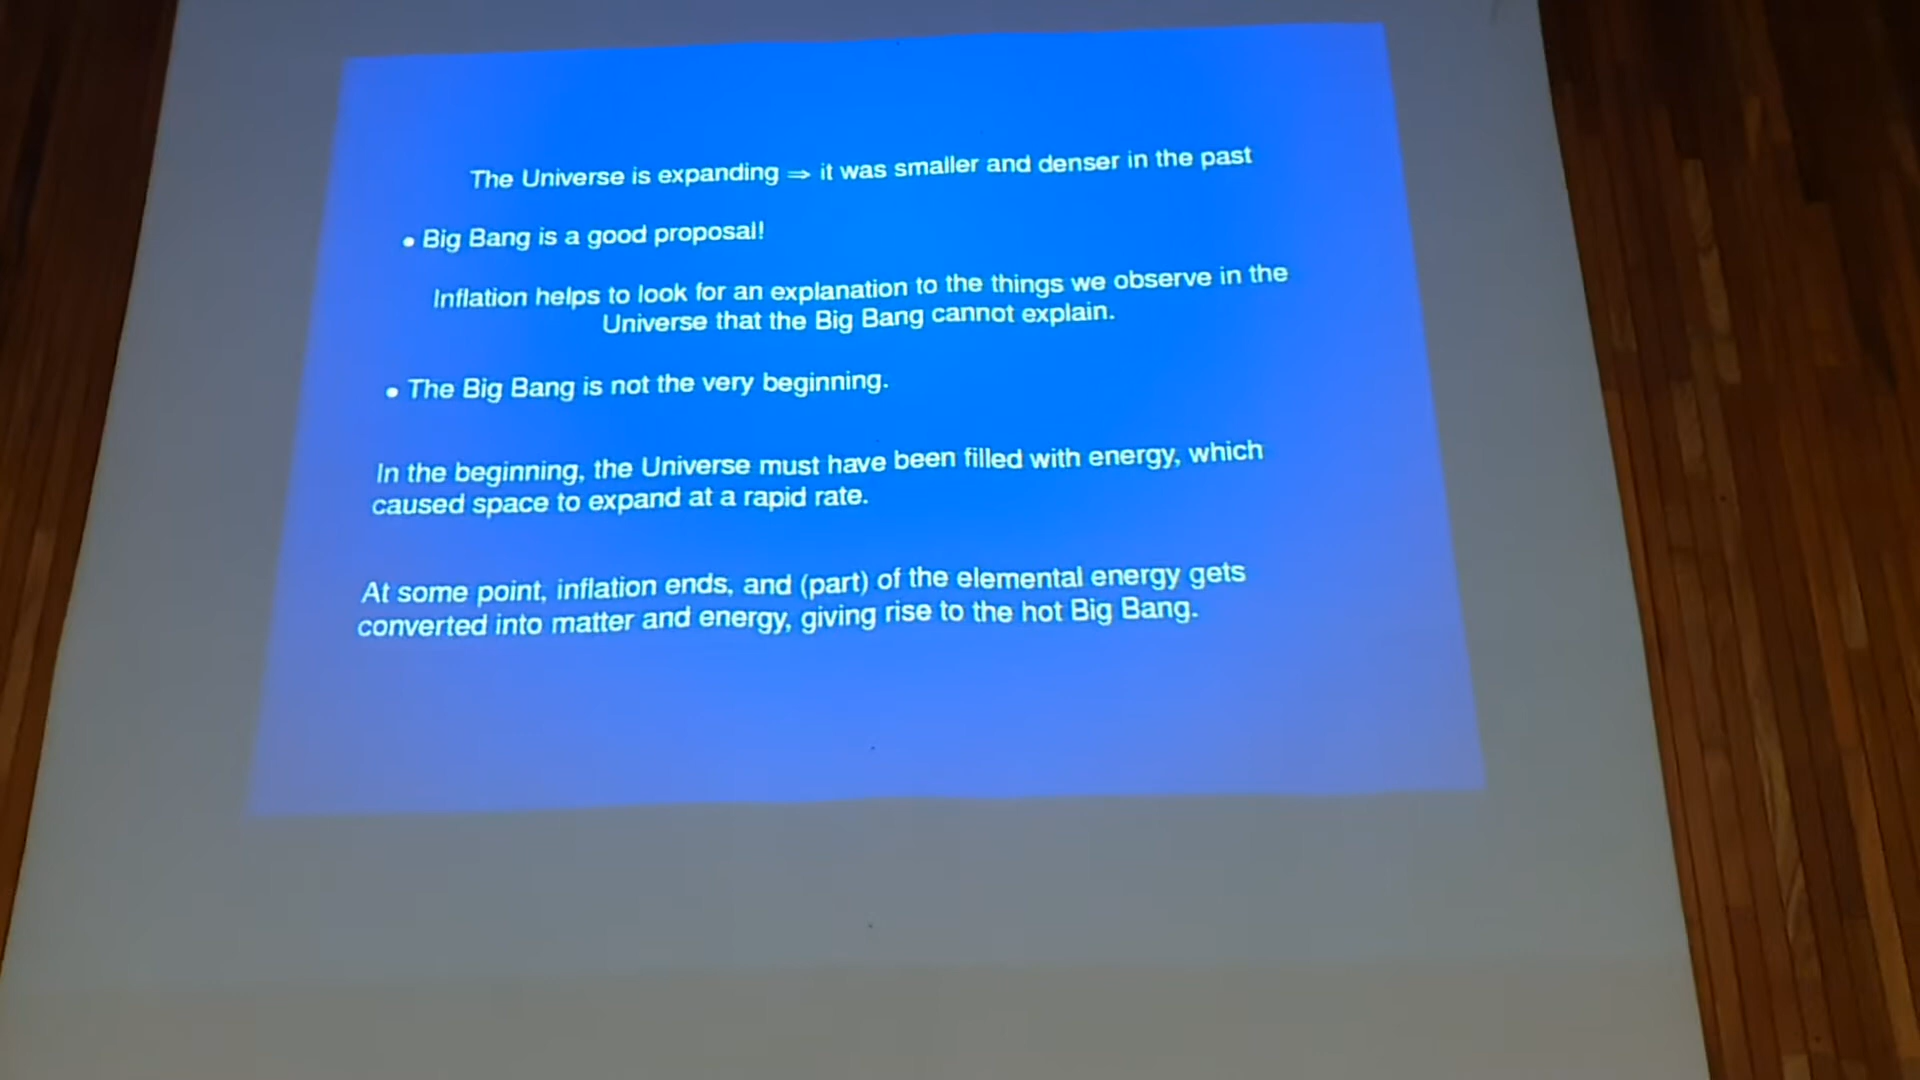 The Universe is expanding ⇒ it was smaller and denser in the past
• Big Bang is a good proposal!
Inflation helps to look for an explanation to the things we observe in the
Universe that the Big Bang cannot explain.
• The Big Bang is not the very beginning.
In the beginning, the Universe must have been filled with energy, which
caused space to expand at a rapid rate.
At some point, inflation ends, and (part) of the elemental energy gets
converted into matter and energy, giving rise to the hot Big Bang.